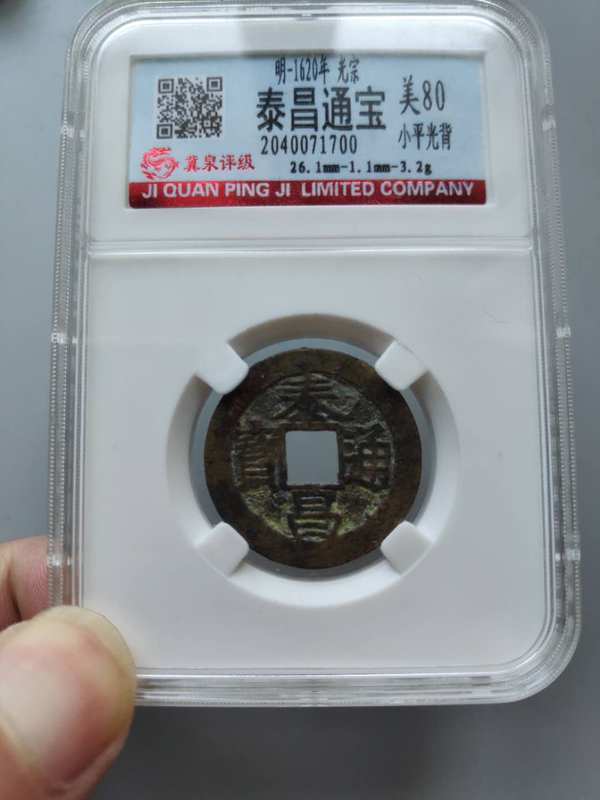 明-1620年 光宗
泰昌通宝
美80
2040071700
小平光背
冀泉评级
26.1mm-1.1mm-3.2g
JI QUAN PING JI LIMITED COMPANY
泰
寶 通
昌